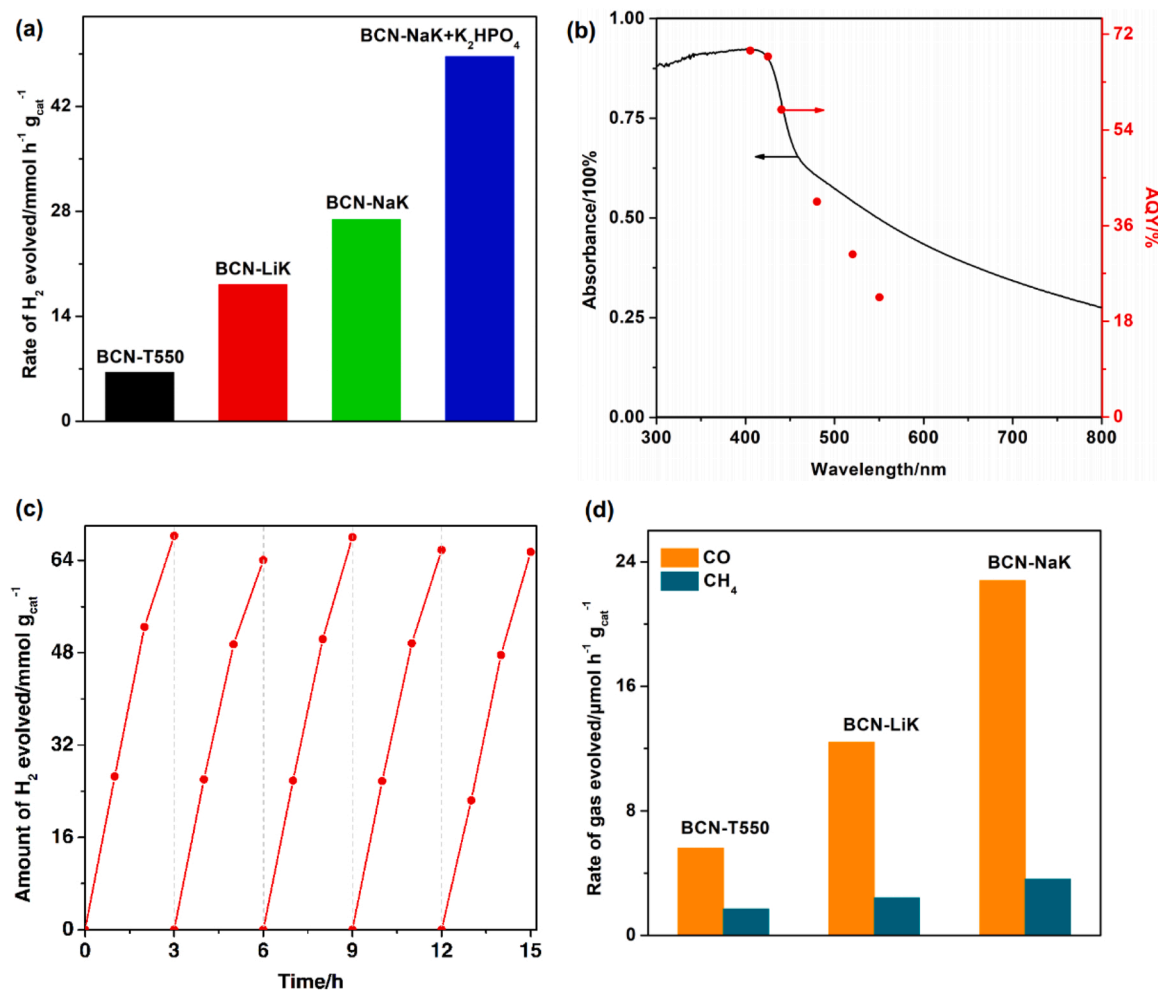 (a)
Rate of H₂ evolved/mmol h⁻¹ g_cat⁻¹
42
28
14
0
BCN-T550
BCN-LiK
BCN-NaK
BCN-NaK+K₂HPO₄
(b)
Absorbance/100%
1.00
0.75
0.50
0.25
0.00
300 400 500 600 700 800
Wavelength/nm
72
54
36
18
0
AQY/%
(c)
Amount of H₂ evolved/mmol g_cat⁻¹
64
48
32
16
0
0 3 6 9 12 15
Time/h
(d)
Rate of gas evolved/μmol h⁻¹ g_cat⁻¹
24
16
8
0
CO
CH₄
BCN-T550
BCN-LiK
BCN-NaK